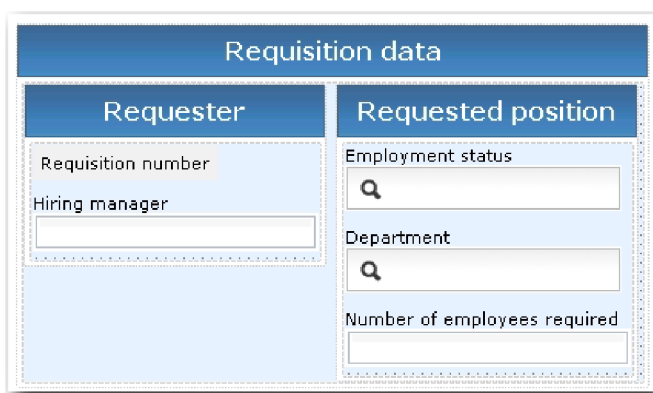 Requisition data
Requester
Requisition number
Hiring manager
Requested position
Employment status
Department
Number of employees required